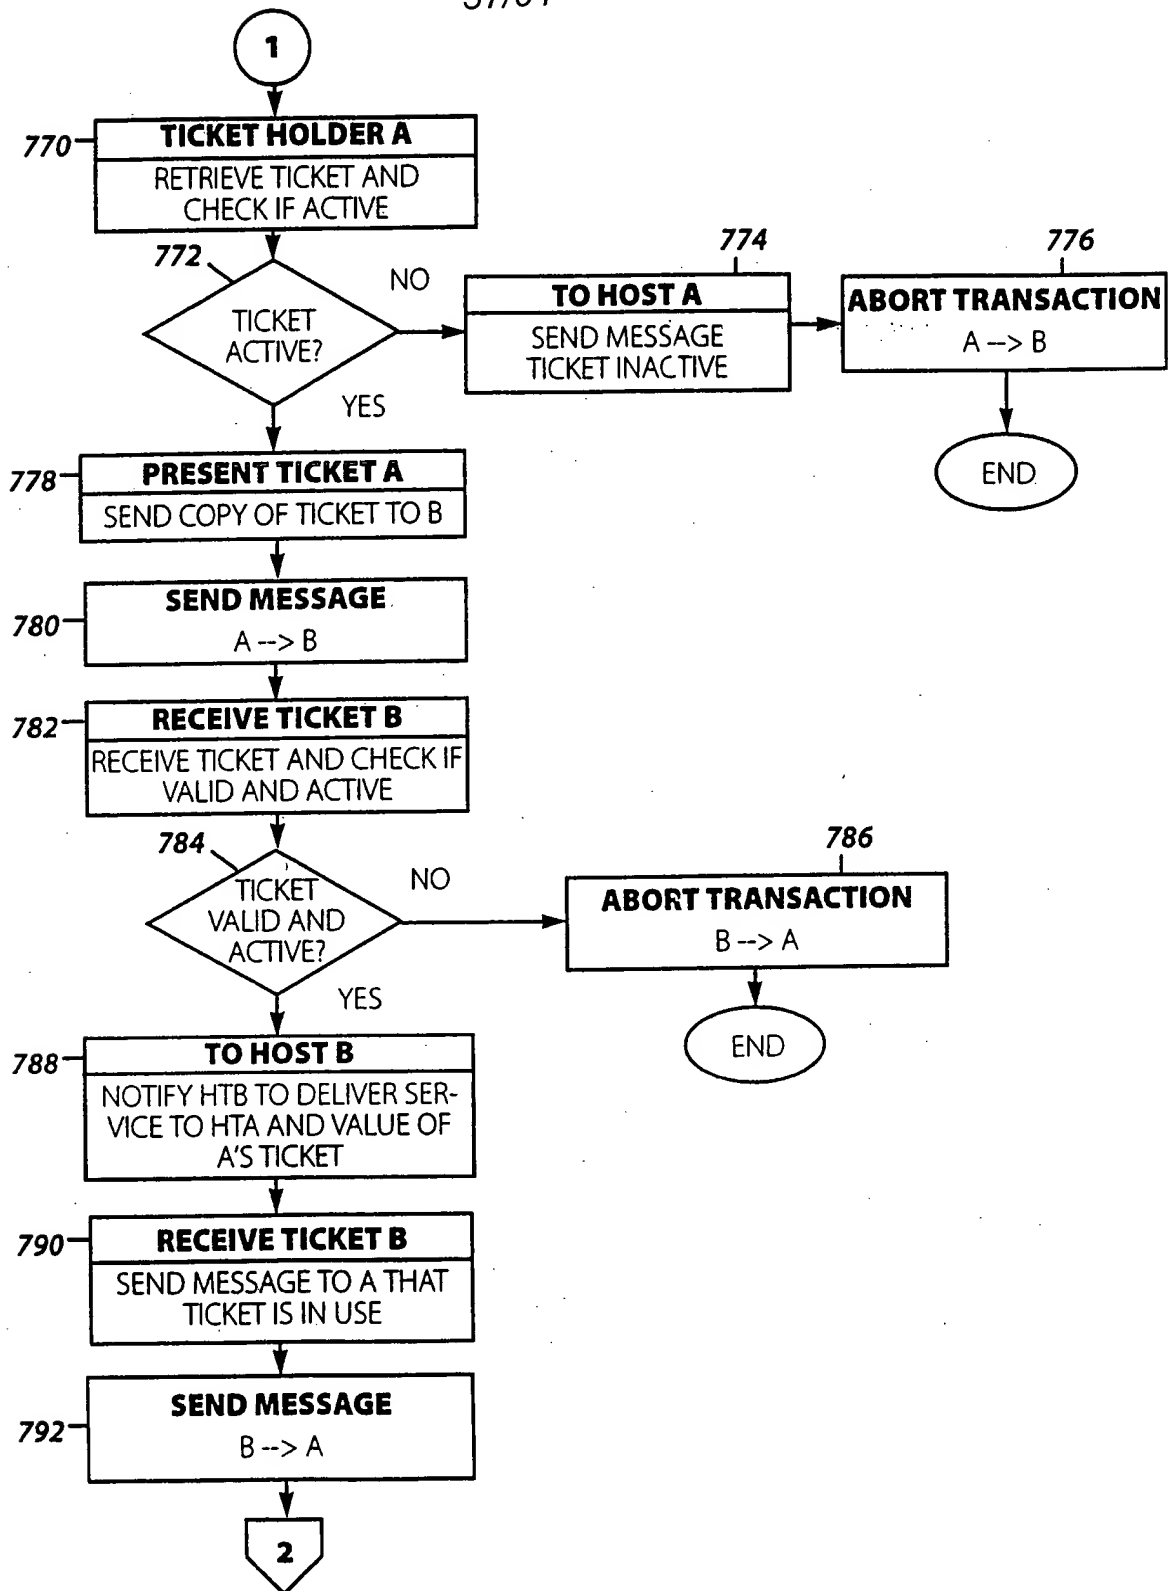 1
770
TICKET HOLDER A
RETRIEVE TICKET AND
CHECK IF ACTIVE
772
TICKET
ACTIVE?
NO
774
TO HOST A
SEND MESSAGE
TICKET INACTIVE
776
ABORT TRANSACTION
A --> B
END
YES
778
PRESENT TICKET A
SEND COPY OF TICKET TO B
780
SEND MESSAGE
A --> B
782
RECEIVE TICKET B
RECEIVE TICKET AND CHECK IF
VALID AND ACTIVE
784
TICKET
VALID AND
ACTIVE?
NO
786
ABORT TRANSACTION
B --> A
END
YES
788
TO HOST B
NOTIFY HTB TO DELIVER SER-
VICE TO HTA AND VALUE OF
A'S TICKET
790
RECEIVE TICKET B
SEND MESSAGE TO A THAT
TICKET IS IN USE
792
SEND MESSAGE
B --> A
2